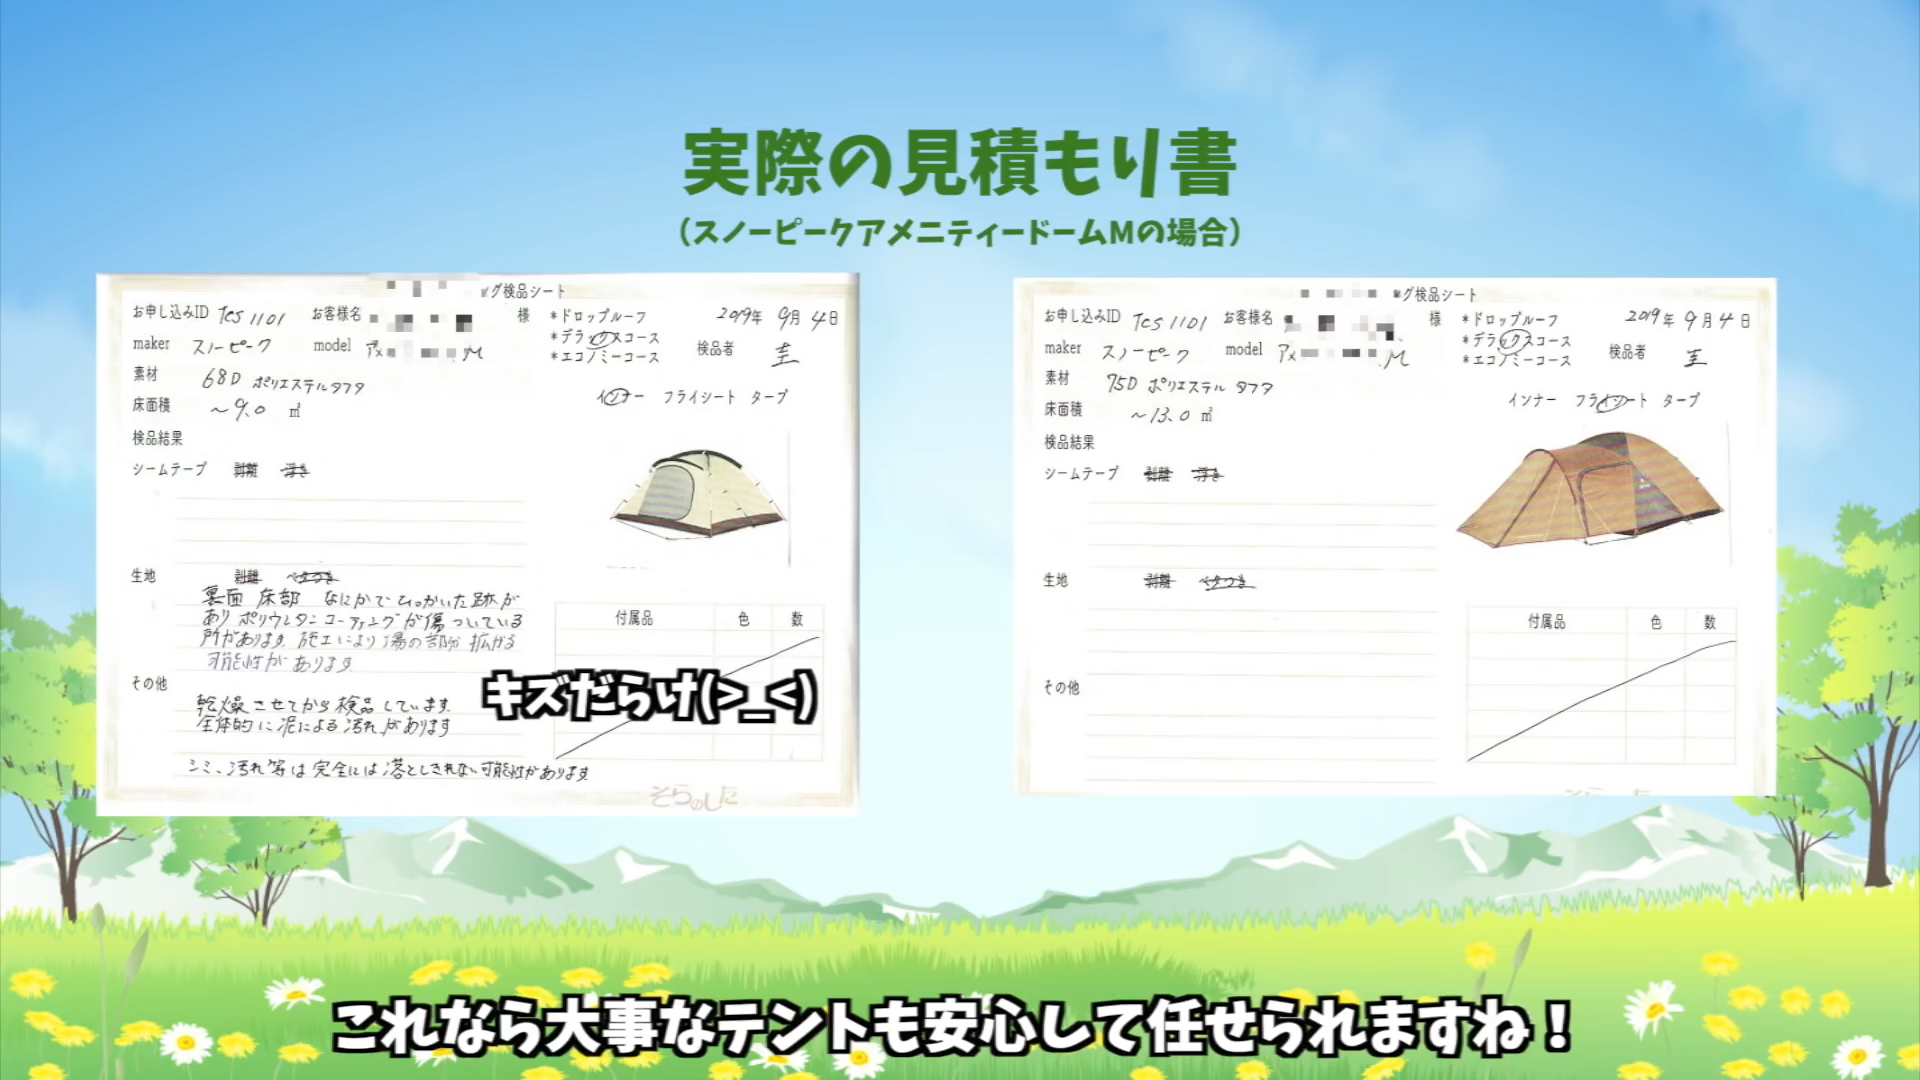 実際の見積もり書
(スノーピークアメニティードームMの場合)
グ検品シート
お申し込みID Tcs 1101 お客様名 様
maker スノーピーク model アメ M
素材 68D ポリエステルタフタ
床面積 ~9.0 ㎡
*ドロップルーフ
*デラックスコース
*エコノミーコース
2019年 9月 4日
検品者 圭
インナー フライシート タープ
検品結果
シームテープ 剥離 浮き
生地 剥離 ベタつき
裏面 床部 なにかでひっかいた跡が
あり ポリウレタンコーティングが傷ついている
所があります。施工により傷の部分拡がる
可能性があります
その他
乾燥させてから検品しています。
全体的に泥による汚れがあります
シミ、汚れ等は完全には落としきれない可能性があります
付属品 色 数
そらのした
キズだらけ(>_<)
グ検品シート
お申し込みID Tcs 1101 お客様名 様
maker スノーピーク model アメ M
素材 75D ポリエステルタフタ
床面積 ~13.0 ㎡
*ドロップルーフ
*デラックスコース
*エコノミーコース
2019年 9月 4日
検品者 圭
インナー フライシート タープ
検品結果
シームテープ 剥離 浮き
生地 剥離 ベタつき
その他
付属品 色 数
これなら大事なテントも安心して任せられますね！